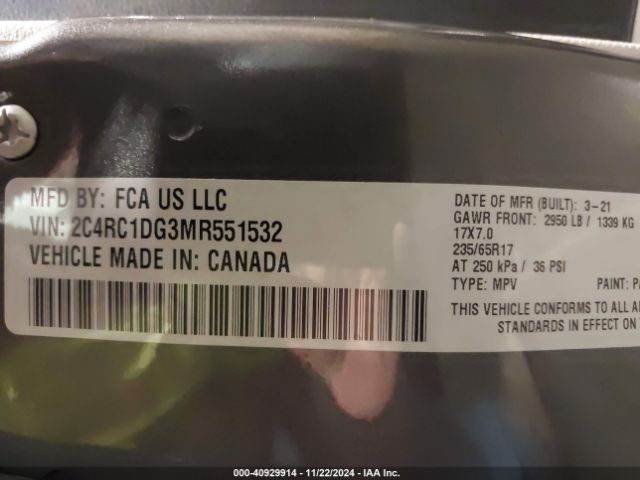 MFD BY: FCA US LLC
VIN: 2C4RC1DG3MR551532
VEHICLE MADE IN: CANADA
DATE OF MFR (BUILT): 3-21
GAWR FRONT: 2950 LB / 1339 KG
17X7.0
235/65R17
AT 250 kPa / 36 PSI
TYPE: MPV PAINT:
THIS VEHICLE CONFORMS TO ALL
STANDARDS IN EFFECT ON
000-40929914 - 11/22/2024 - IAA Inc.